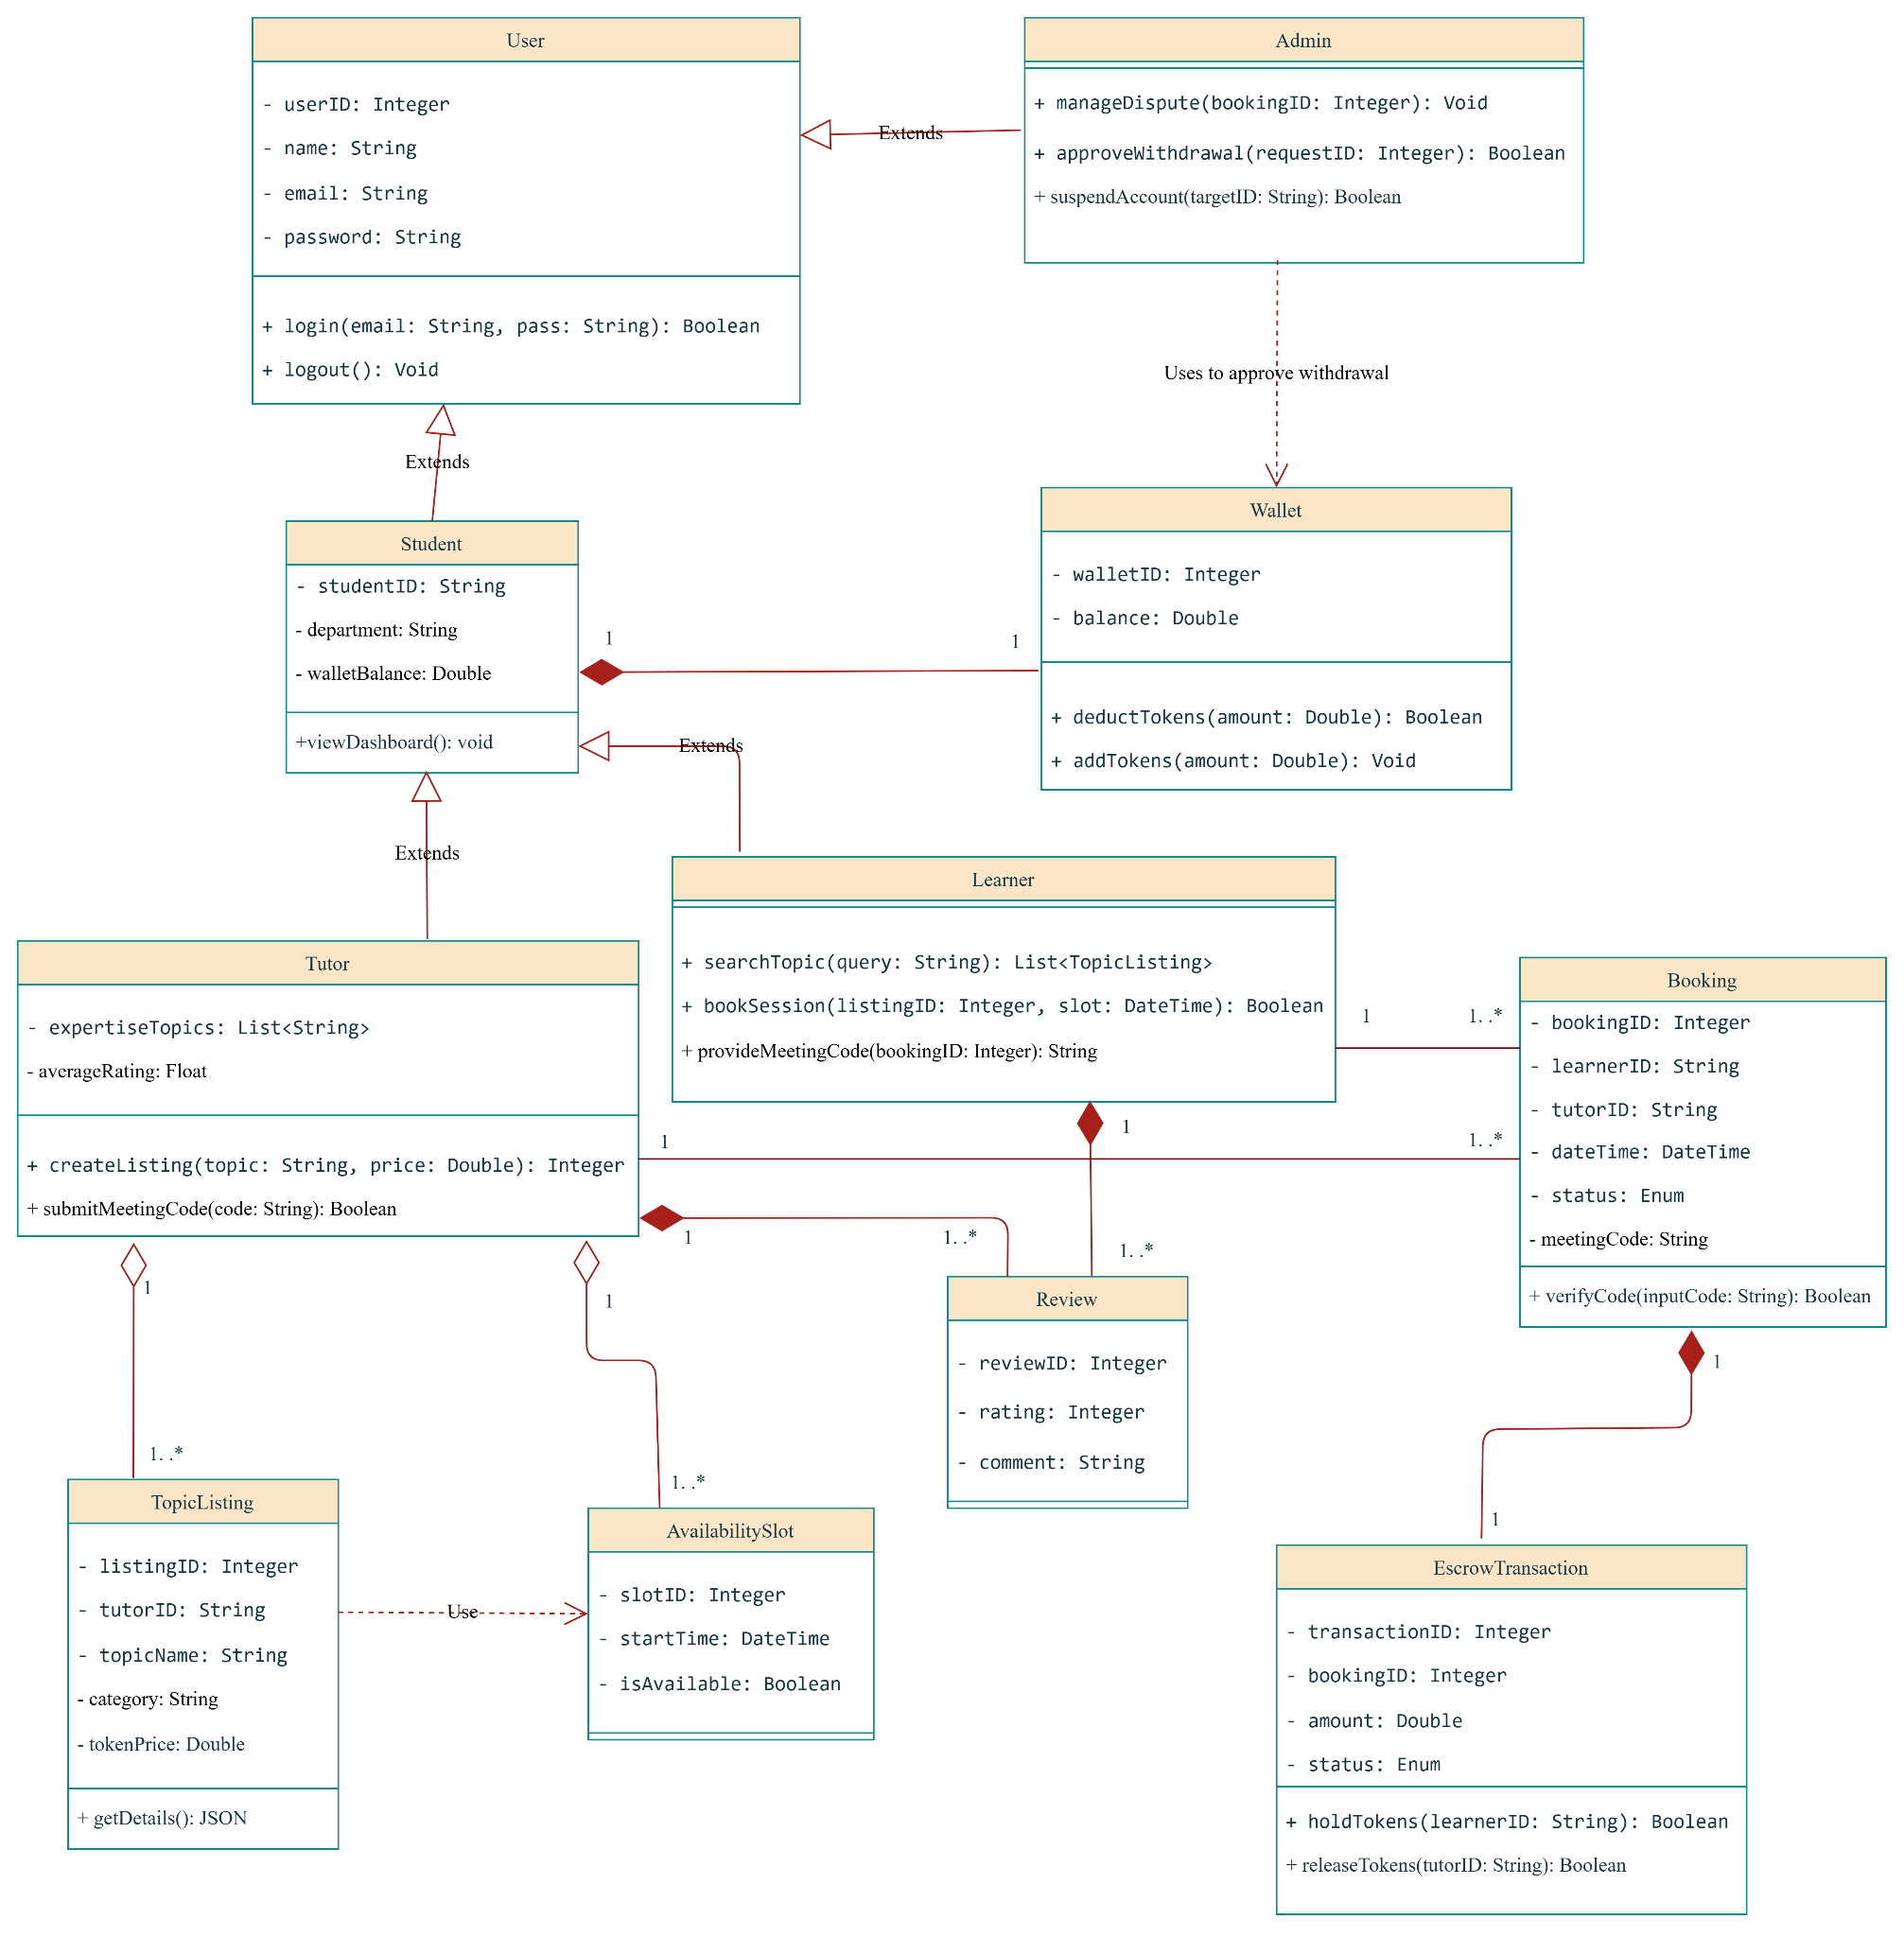 User
- userID: Integer
- name: String
- email: String
- password: String
+ login(email: String, pass: String): Boolean
+ logout(): Void
Admin
+ manageDispute(bookingID: Integer): Void
+ approveWithdrawal(requestID: Integer): Boolean
+ suspendAccount(targetID: String): Boolean
Extends
Uses to approve withdrawal
Extends
Student
- studentID: String
- department: String
- walletBalance: Double
+viewDashboard(): void
1
1
Wallet
- walletID: Integer
- balance: Double
+ deductTokens(amount: Double): Boolean
+ addTokens(amount: Double): Void
Extends
Extends
Learner
+ searchTopic(query: String): List<TopicListing>
+ bookSession(listingID: Integer, slot: DateTime): Boolean
+ provideMeetingCode(bookingID: Integer): String
Tutor
- expertiseTopics: List<String>
- averageRating: Float
+ createListing(topic: String, price: Double): Integer
+ submitMeetingCode(code: String): Boolean
1
1. .*
1
1. .*
Booking
- bookingID: Integer
- learnerID: String
- tutorID: String
- dateTime: DateTime
- status: Enum
- meetingCode: String
+ verifyCode(inputCode: String): Boolean
1
1
1. .*
1. .*
1
1
1. .*
1. .*
Review
- reviewID: Integer
- rating: Integer
- comment: String
1
1
TopicListing
- listingID: Integer
- tutorID: String
- topicName: String
- category: String
- tokenPrice: Double
+ getDetails(): JSON
Use
AvailabilitySlot
- slotID: Integer
- startTime: DateTime
- isAvailable: Boolean
EscrowTransaction
- transactionID: Integer
- bookingID: Integer
- amount: Double
- status: Enum
+ holdTokens(learnerID: String): Boolean
+ releaseTokens(tutorID: String): Boolean